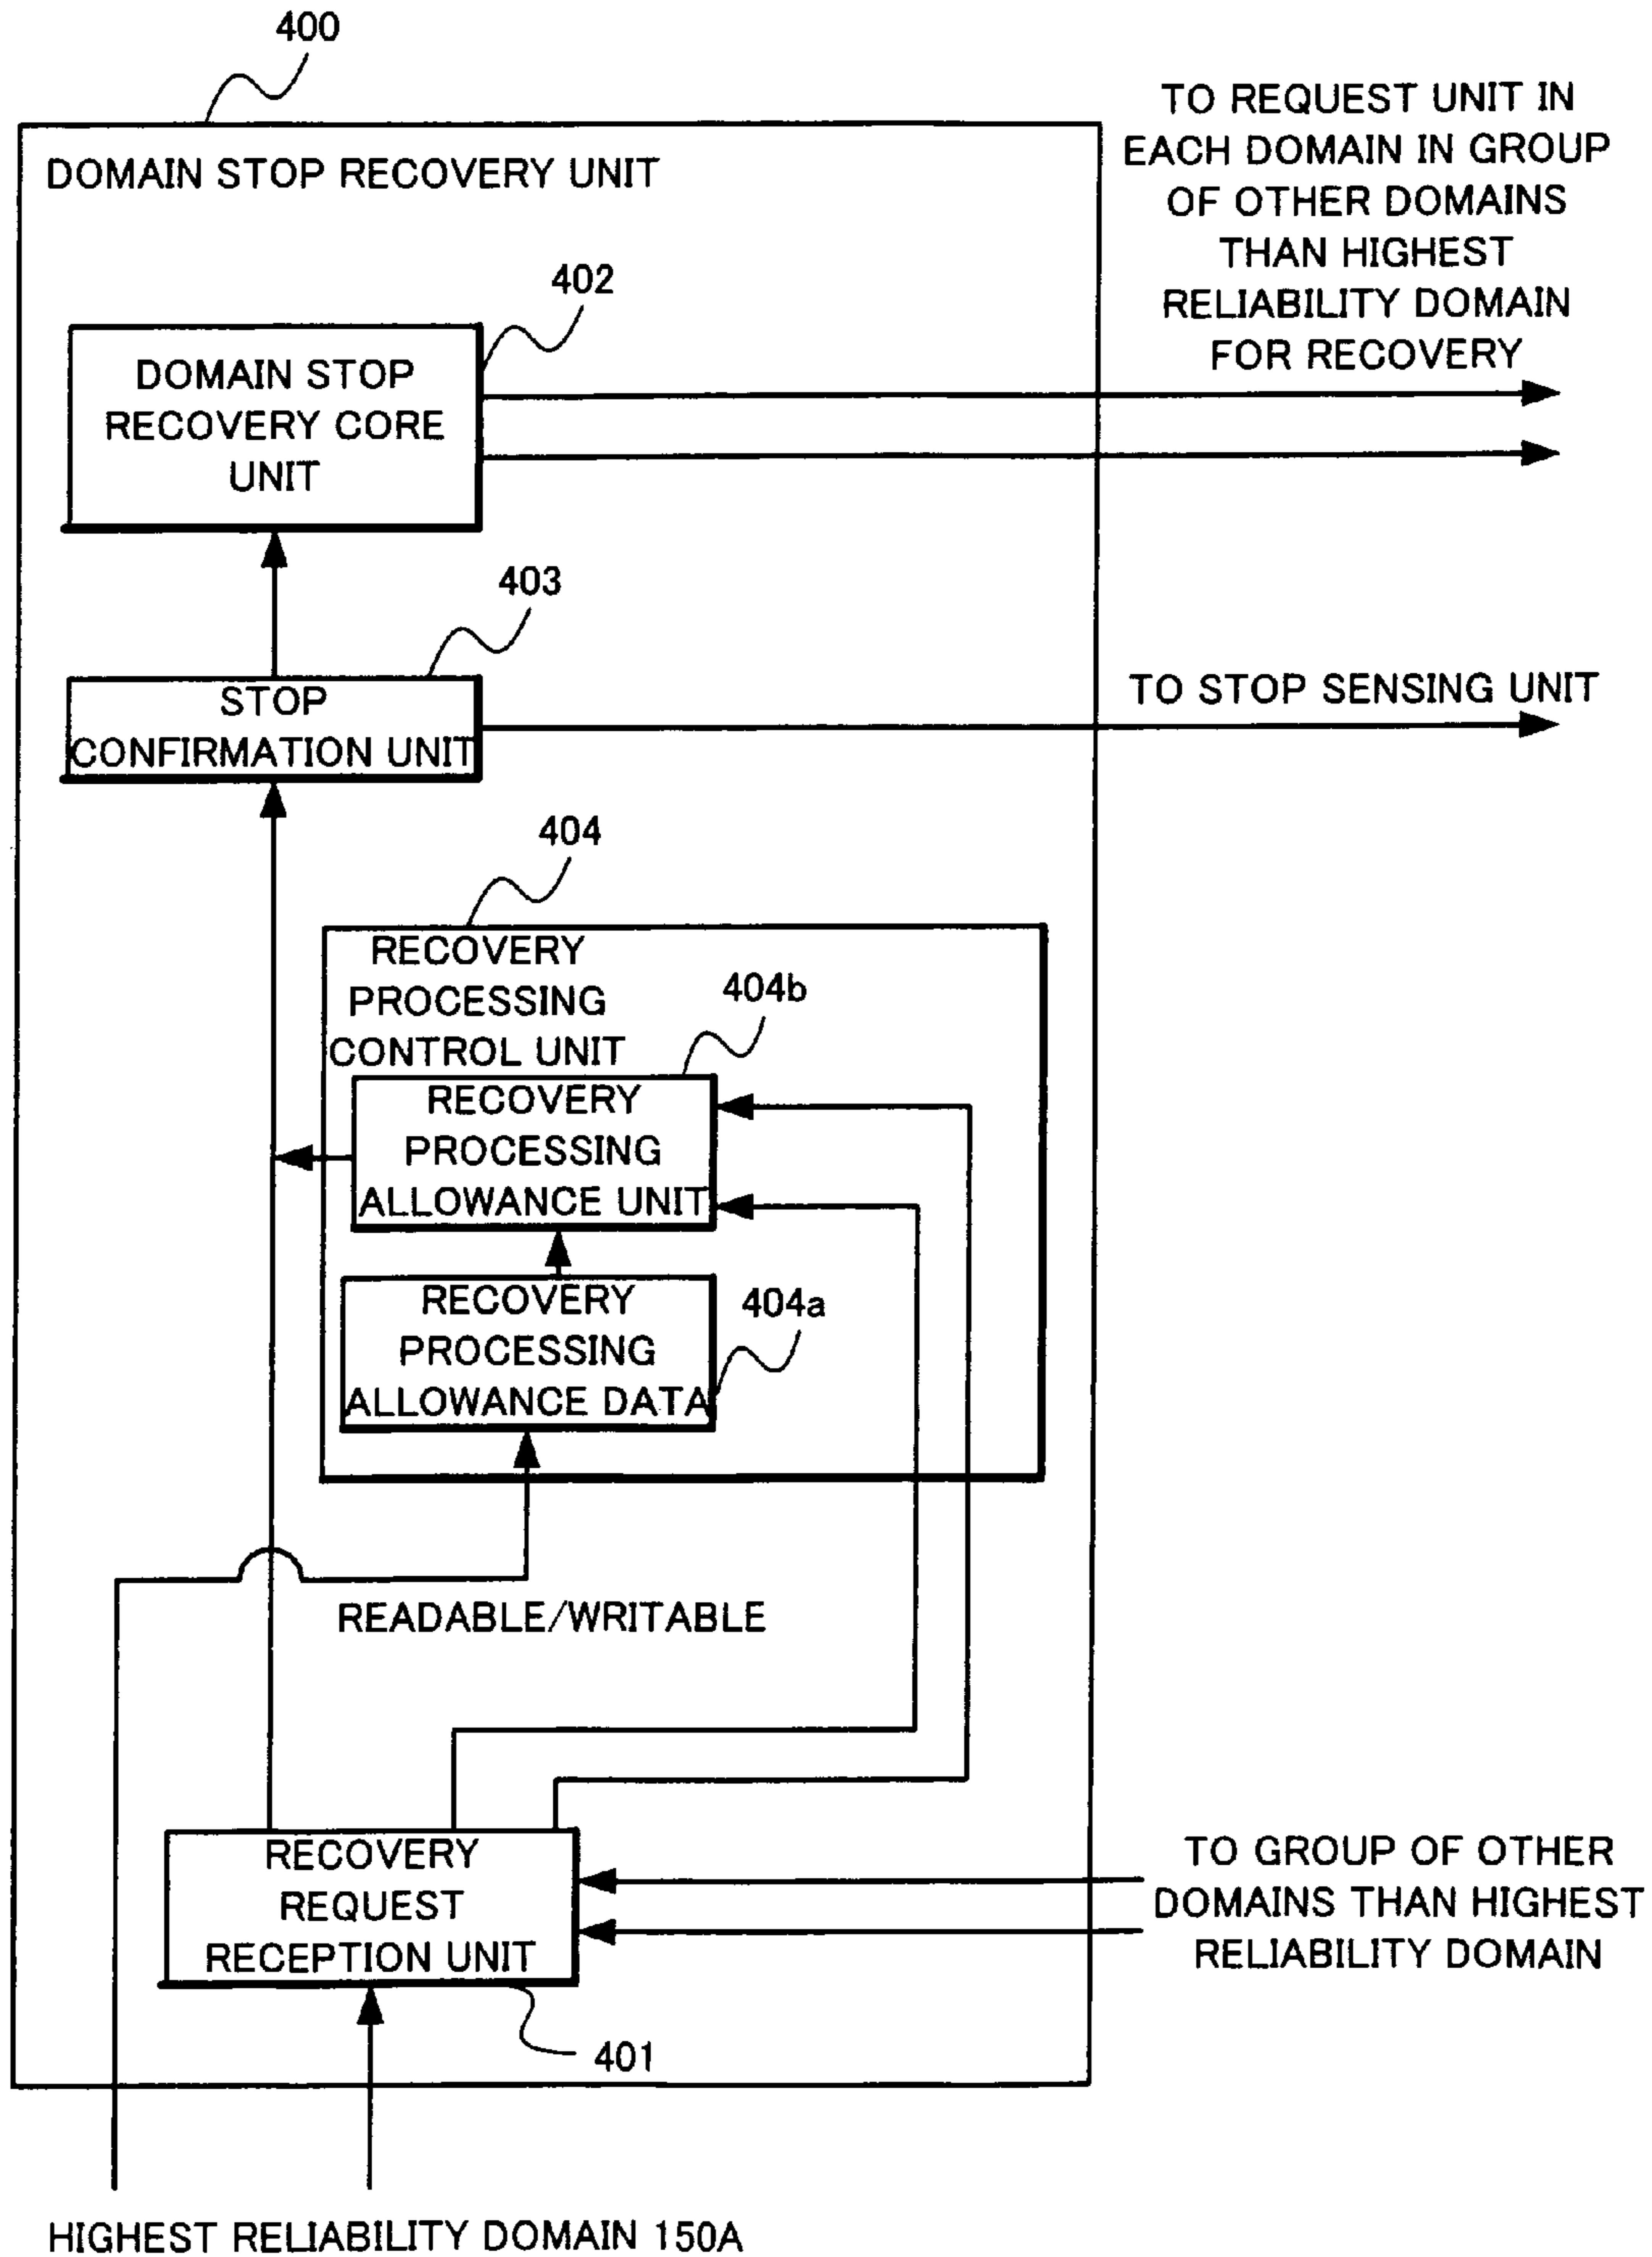 400
TO REQUEST UNIT IN
EACH DOMAIN IN GROUP
OF OTHER DOMAINS
THAN HIGHEST
RELIABILITY DOMAIN
FOR RECOVERY
DOMAIN STOP RECOVERY UNIT
402
DOMAIN STOP
RECOVERY CORE
UNIT
403
STOP
CONFIRMATION UNIT
TO STOP SENSING UNIT
404
RECOVERY
PROCESSING
CONTROL UNIT
404b
RECOVERY
PROCESSING
ALLOWANCE UNIT
404a
RECOVERY
PROCESSING
ALLOWANCE DATA
READABLE/WRITABLE
RECOVERY
REQUEST
RECEPTION UNIT
401
TO GROUP OF OTHER
DOMAINS THAN HIGHEST
RELIABILITY DOMAIN
HIGHEST RELIABILITY DOMAIN 150A